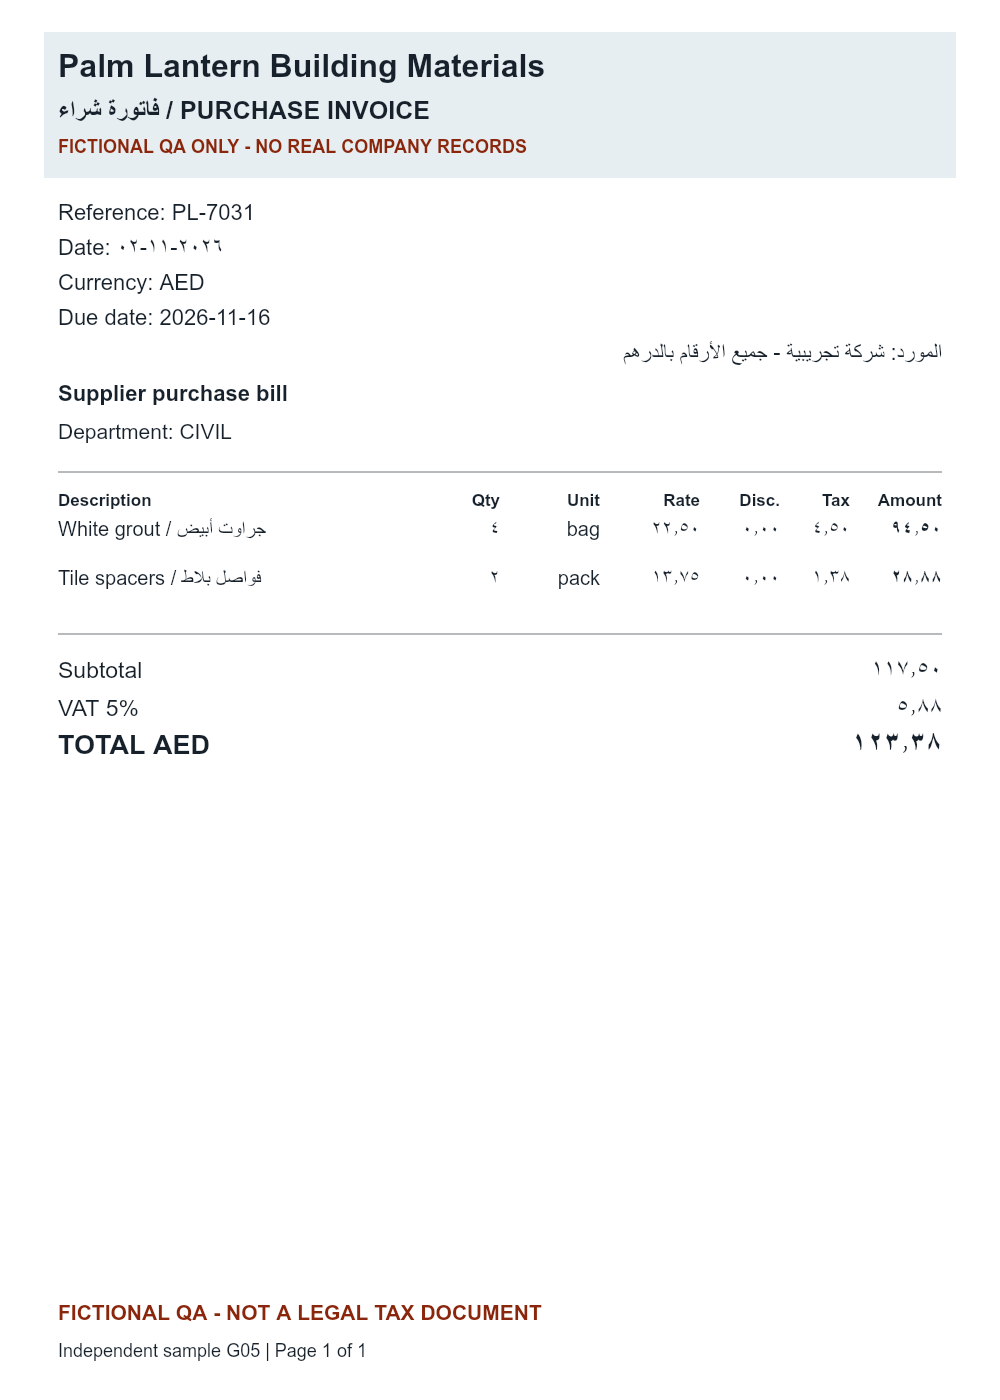 Palm Lantern Building Materials
فاتورة شراء / PURCHASE INVOICE
FICTIONAL QA ONLY - NO REAL COMPANY RECORDS
Reference: PL-7031
Date: ٠٢-١١-٢٠٢٦
Currency: AED
Due date: 2026-11-16
المورد: شركة تجريبية - جميع الأرقام بالدرهم
Supplier purchase bill
Department: CIVIL
Description Qty Unit Rate Disc. Tax Amount
White grout / جراوت أبيض ٤ bag ٢٢,٥٠ ٠,٠٠ ٤,٥٠ ٩٤,٥٠
Tile spacers / فواصل بلاط ٢ pack ١٣,٧٥ ٠,٠٠ ١,٣٨ ٢٨,٨٨
Subtotal ١١٧,٥٠
VAT 5% ٥,٨٨
TOTAL AED ١٢٣,٣٨
FICTIONAL QA - NOT A LEGAL TAX DOCUMENT
Independent sample G05 | Page 1 of 1